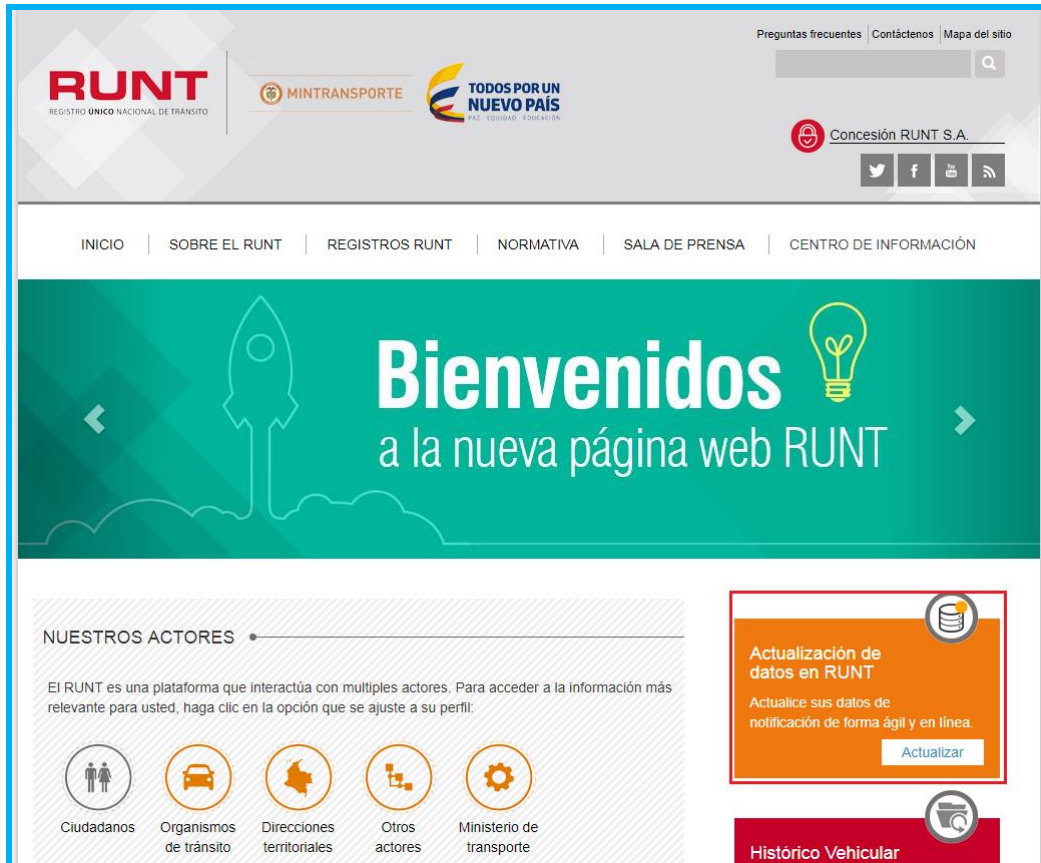 Preguntas frecuentes | Contáctenos | Mapa del sitio
RUNT
REGISTRO ÚNICO NACIONAL DE TRÁNSITO
MINTRANSPORTE
TODOS POR UN
NUEVO PAÍS
PAZ EQUIDAD EDUCACIÓN
Concesión RUNT S.A.
You
Tube
INICIO | SOBRE EL RUNT | REGISTROS RUNT | NORMATIVA | SALA DE PRENSA | CENTRO DE INFORMACIÓN
Bienvenidos
a la nueva página web RUNT
NUESTROS ACTORES
El RUNT es una plataforma que interactúa con multiples actores. Para acceder a la información más
relevante para usted, haga clic en la opción que se ajuste a su perfil:
Ciudadanos
Organismos
de tránsito
Direcciones
territoriales
Otros
actores
Ministerio de
transporte
Actualización de
datos en RUNT
Actualice sus datos de
notificación de forma ágil y en línea.
Actualizar
Histórico Vehicular